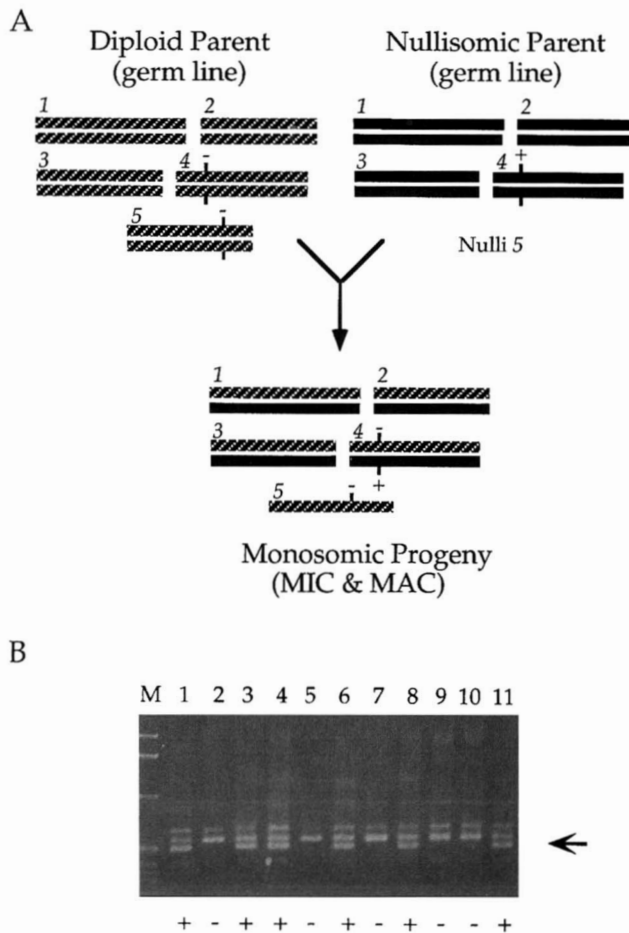 A
Diploid Parent
(germ line)
Nullisomic Parent
(germ line)
1 2
3 4 -
5 -
1 2
3 4 +
Nulli 5
1 2
3 4 -
+
5 -
Monosomic Progeny
(MIC & MAC)
B
M 1 2 3 4 5 6 7 8 9 10 11
+ - + + - + - + - - +